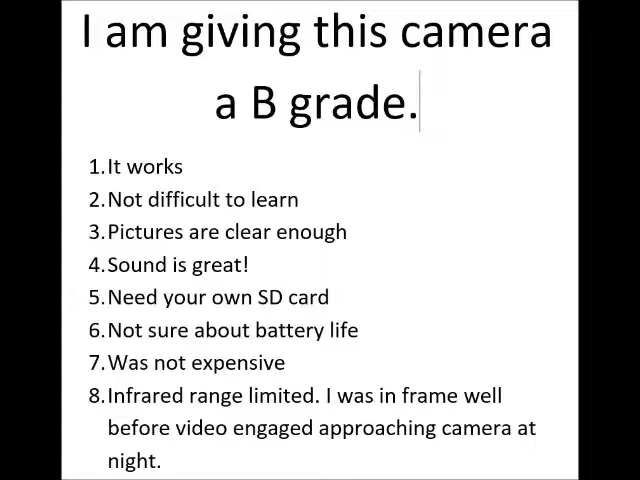 I am giving this camera
a B grade.
1.It works
2.Not difficult to learn
3.Pictures are clear enough
4.Sound is great!
5.Need your own SD card
6.Not sure about battery life
7.Was not expensive
8.Infrared range limited. I was in frame well
before video engaged approaching camera at
night.